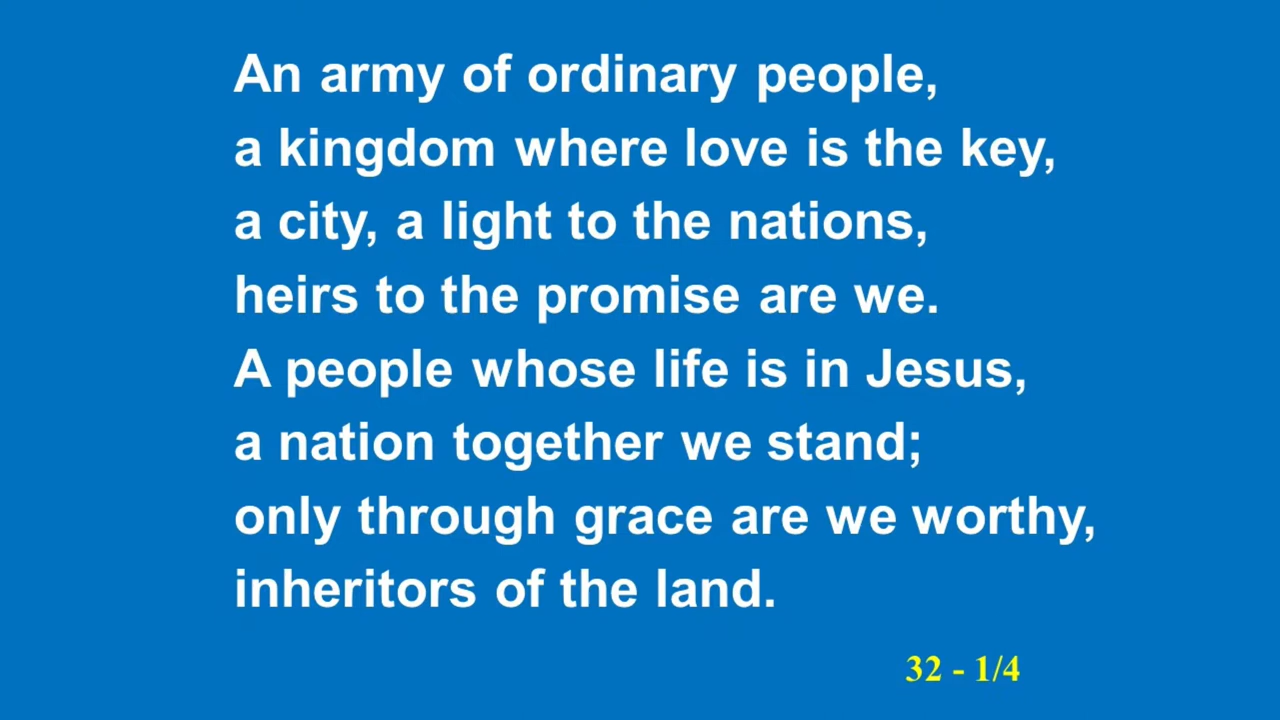 An army of ordinary people,
a kingdom where love is the key,
a city, a light to the nations,
heirs to the promise are we.
A people whose life is in Jesus,
a nation together we stand;
only through grace are we worthy,
inheritors of the land.
32 - 1/4